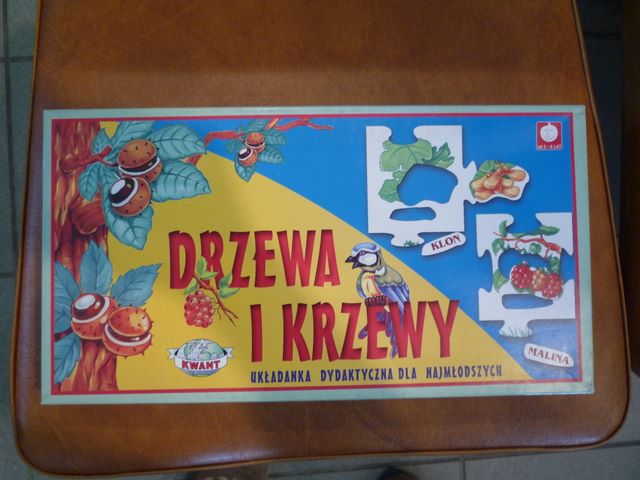 DRZEWA
I KRZEWY
UKŁADANKA DYDAKTYCZNA DLA NAJMŁODSZYCH
KWANT
KLON
MALINA